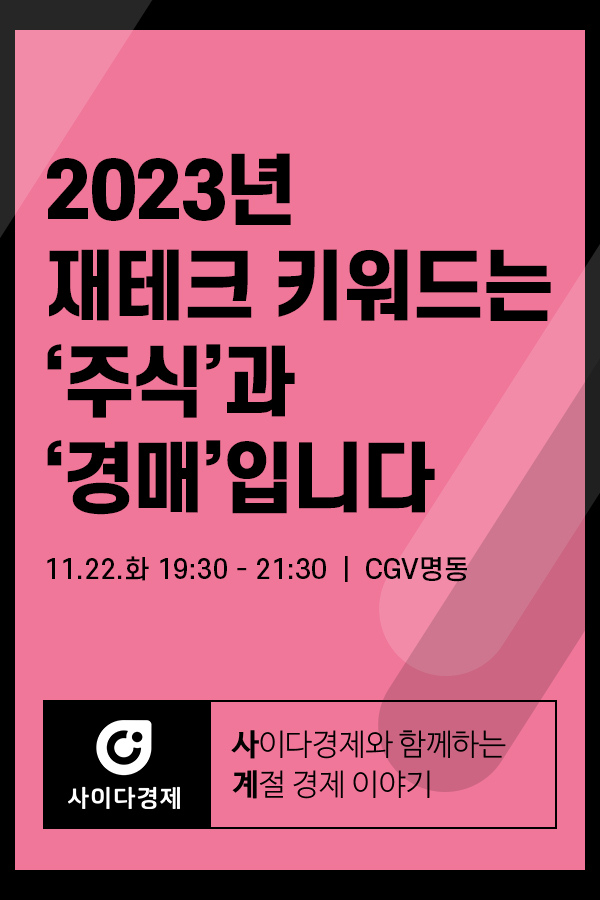 2023년
재테크 키워드는
‘주식’과
‘경매’입니다
11.22.화 19:30 - 21:30 | CGV명동
사이다경제
사이다경제와 함께하는
계절 경제 이야기